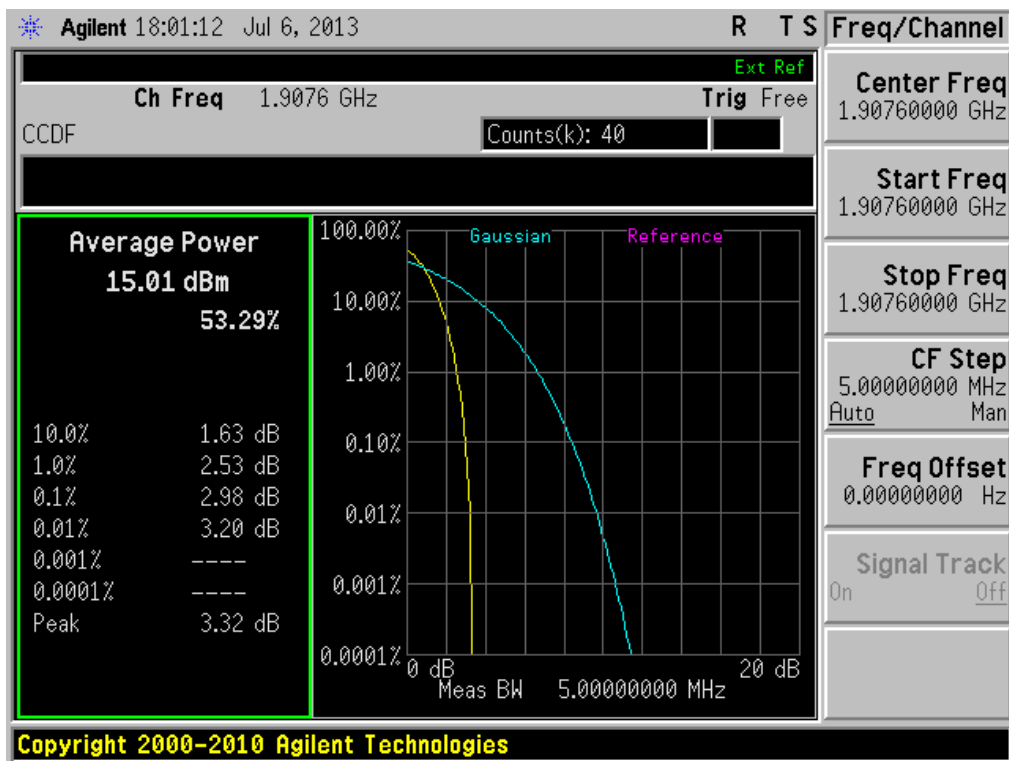 Agilent 18:01:12 Jul 6, 2013 R T S
Ext Ref
Ch Freq 1.9076 GHz Trig Free
CCDF Counts(k): 40
Average Power
15.01 dBm
53.29%
10.0% 1.63 dB
1.0% 2.53 dB
0.1% 2.98 dB
0.01% 3.20 dB
0.001% ----
0.0001% ----
Peak 3.32 dB
Gaussian Reference
100.00%
10.00%
1.00%
0.10%
0.01%
0.001%
0.0001%
0 dB 20 dB
Meas BW 5.00000000 MHz
Freq/Channel
Center Freq
1.90760000 GHz
Start Freq
1.90760000 GHz
Stop Freq
1.90760000 GHz
CF Step
5.00000000 MHz
Auto Man
Freq Offset
0.00000000 Hz
Signal Track
On Off
Copyright 2000-2010 Agilent Technologies